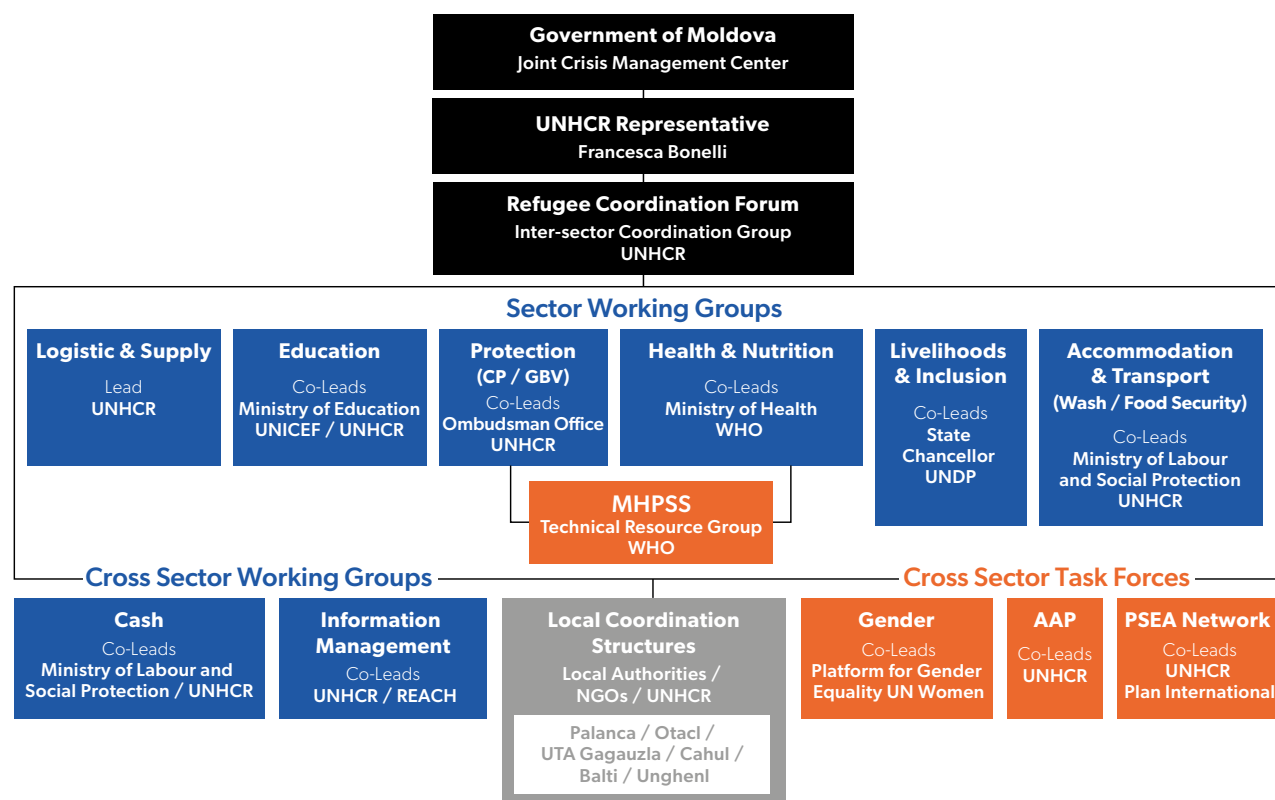 Government of Moldova
Joint Crisis Management Center
UNHCR Representative
Francesca Bonelli
Refugee Coordination Forum
Inter-sector Coordination Group
UNHCR
Sector Working Groups
Logistic & Supply
Lead
UNHCR
Education
Co-Leads
Ministry of Education
UNICEF / UNHCR
Protection
(CP / GBV)
Co-Leads
Ombudsman Office
UNHCR
Health & Nutrition
Co-Leads
Ministry of Health
WHO
Livelihoods
& Inclusion
Co-Leads
State
Chancellor
UNDP
Accommodation
& Transport
(Wash / Food Security)
Co-Leads
Ministry of Labour
and Social Protection
UNHCR
MHPSS
Technical Resource Group
WHO
Cross Sector Working Groups
Cash
Co-Leads
Ministry of Labour and
Social Protection / UNHCR
Information
Management
Co-Leads
UNHCR / REACH
Local Coordination
Structures
Local Authorities /
NGOs / UNHCR
Palanca / Otacl /
UTA Gagauzla / Cahul /
Balti / Unghenl
Cross Sector Task Forces
Gender
Co-Leads
Platform for Gender
Equality UN Women
AAP
Co-Leads
UNHCR
PSEA Network
Co-Leads
UNHCR
Plan International